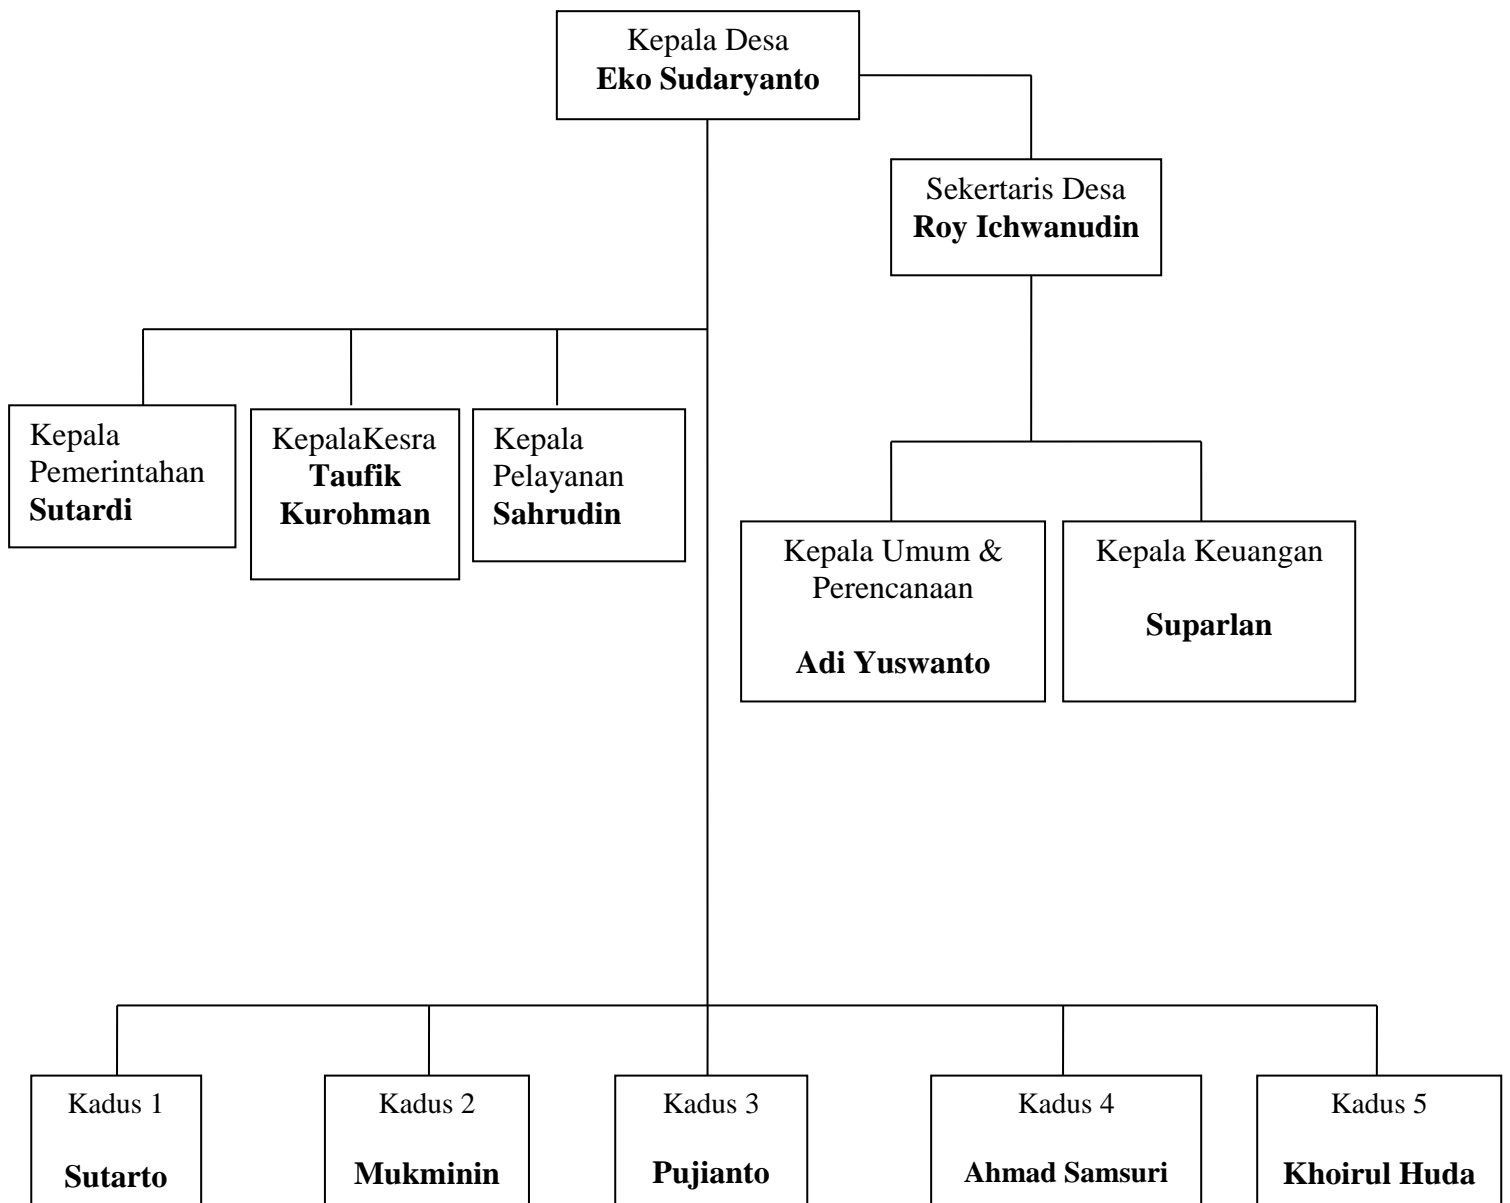 Kepala Desa
Eko Sudaryanto
Sekertaris Desa
Roy Ichwanudin
Kepala
Pemerintahan
Sutardi
KepalaKesra
Taufik
Kurohman
Kepala
Pelayanan
Sahrudin
Kepala Umum &
Perencanaan
Adi Yuswanto
Kepala Keuangan
Suparlan
Kadus 1
Sutarto
Kadus 2
Mukminin
Kadus 3
Pujianto
Kadus 4
Ahmad Samsuri
Kadus 5
Khoirul Huda